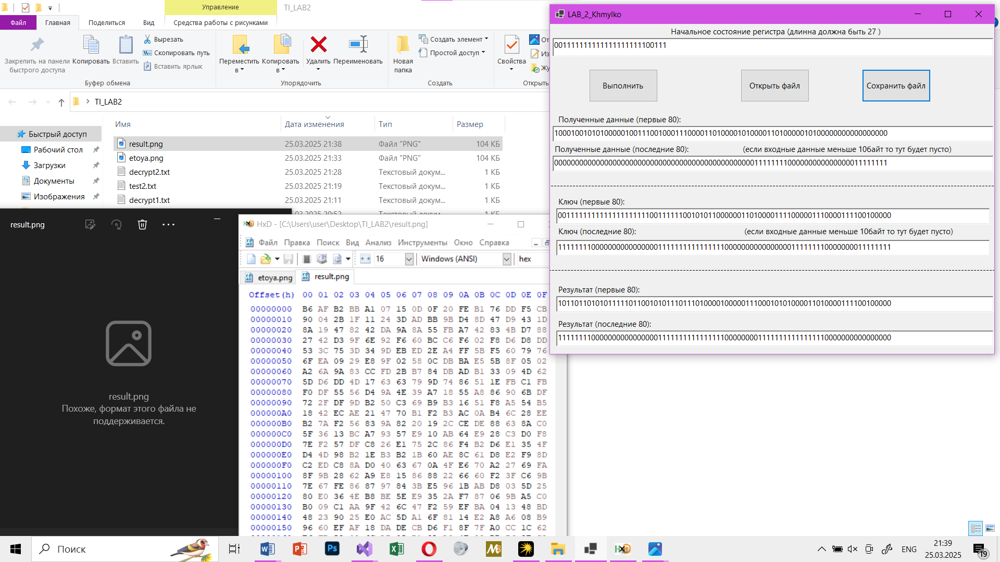 Управление
TI_LAB2
Файл
Главная
Поделиться
Вид
Средства работы с рисунками
Закрепить на панели быстрого доступа
Копировать
Вставить
Вырезать
Скопировать путь
Вставить ярлык
Буфер обмена
Переместить в
Копировать в
Удалить
Переименовать
Упорядочить
Новая папка
Создать элемент
Простой доступ
Создать
Свойства
Открыть
TI_LAB2
Имя
Дата изменения
Тип
Размер
Быстрый доступ
Рабочий стол
Загрузки
Документы
Изображения
result.png 25.03.2025 21:38 Файл "PNG" 104 КБ
etoya.png 25.03.2025 21:33 Файл "PNG" 104 КБ
decrypt2.txt 25.03.2025 21:28 Текстовый докум... 1 КБ
test2.txt 25.03.2025 21:19 Текстовый докум... 1 КБ
decrypt1.txt 25.03.2025 21:11 Текстовый докум... 1 КБ
result.png
result.png
Похоже, формат этого файла не поддерживается.
HxD - [C:\Users\user\Desktop\TI_LAB2\result.png]
Файл Правка Поиск Вид Анализ Инструменты Окно Справка
16 Windows (ANSI) hex
etoya.png result.png
Offset(h) 00 01 02 03 04 05 06 07 08 09 0A 0B 0C 0D 0E 0F
00000000 B6 AF B2 BB A1 07 15 0D 0F 20 FE B1 76 DD F5 CB
00000010 90 04 2B 1F 11 24 3D AD BB 9B D4 8D 47 D9 43 1D
00000020 8A 19 47 82 42 DA 9A 8A 55 FB A7 42 83 4B D7 88
00000030 27 42 D3 9F 6E 92 F6 60 BC C6 F6 02 F8 D6 D8 DD
00000040 53 3C 75 3D 34 9D EB ED 2E A4 FF 5B F5 60 79 76
00000050 6F EA 09 29 E8 9F 02 58 0C DB BA E5 5B 8F 05 02
00000060 A2 6A 9A 83 CC FD 2B B7 84 DB AD B1 33 09 4D 62
00000070 5D D6 DD 4D 17 63 63 79 9D 74 86 51 1E FB C1 FB
00000080 F0 DF 55 56 D4 9A 4E 39 A7 18 55 A8 86 90 6B DF
00000090 72 2F DF 9D B2 50 C3 69 B9 B3 16 51 F8 A5 54 B5
000000A0 18 42 EC AE 21 47 70 B1 F2 B3 AC 0A B4 6C 28 EE
000000B0 B2 7A F2 56 83 9A 82 20 19 2C CE DE 88 63 8A C0
000000C0 5F 36 13 BC A7 93 57 E9 10 AB 64 E9 28 C3 D0 F8
000000D0 7E F2 57 DF C8 26 E1 75 2C 86 F4 B2 D6 E1 35 4F
000000E0 D4 4D 98 B2 1E B3 B2 1B 60 AE 8C 61 D8 E2 F9 8D
000000F0 C2 ED C8 8A D0 40 63 67 0A 4F E6 70 A2 27 69 FA
00000100 8F 9B 28 62 A9 E8 15 86 88 22 66 60 F2 3F C6 9B
00000110 7E 67 FE 86 87 97 84 3B E5 96 1B AB D8 03 5D 25
00000120 80 E0 36 4E B8 BE 5E E9 35 2A F7 87 06 9B A5 C0
00000130 B0 09 C1 AA 9F 42 6C 47 F2 59 EF BA 04 13 48 BD
00000140 48 23 90 25 E0 AC 5D A1 6F 81 14 E2 A8 A6 08 B9
00000150 96 60 EF AF 18 DA DE CB D6 F1 8F 7F A0 CC 1C 62
LAB_2_Khmylko
Начальное состояние регистра (длинна должна быть 27 )
001111111111111111111100111
Выполнить
Открыть файл
Сохранить файл
Полученные данные (первые 80):
10001001010100000100111001000111000011010000101000011010000010100000000000000000
Полученные данные (последние 80): (если входные данные меньше 10байт то тут будет пусто)
00000000000000000000000000000000000000000000000011111111000000000000000011111111
Ключ (первые 80):
00111111111111111111110011111100101011000000110100001111000001110000111100100000
Ключ (последние 80): (если входные данные меньше 10байт то тут будет пусто)
11111111000000000000000011111111111111110000000000000000111111110000000011111111
Результат (первые 80):
10110110101011111011001010111011101000010000011100010101000011010000111100100000
Результат (последние 80):
11111111000000000000000011111111111111110000000011111111111111110000000000000000
Поиск
ENG
21:39
25.03.2025
19